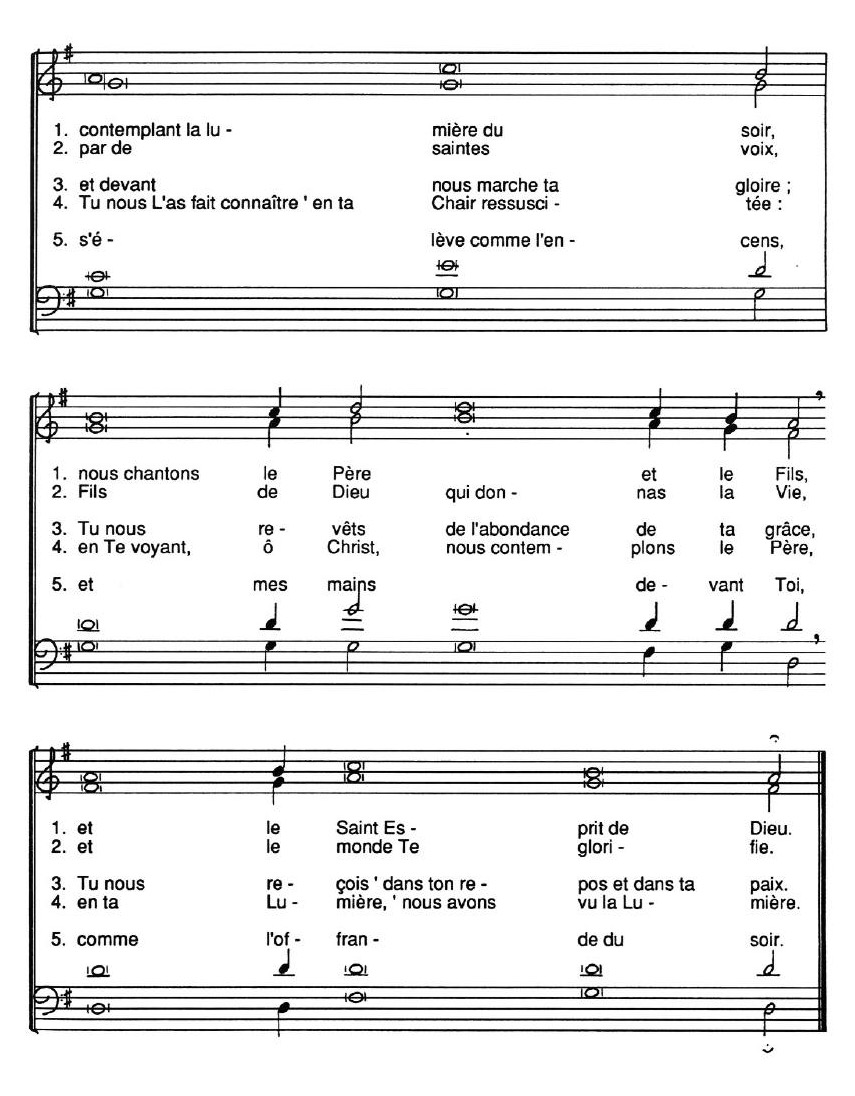 1. contemplant la lu - mière du soir,
2. par de saintes voix,
3. et devant nous marche ta gloire ;
4. Tu nous L'as fait connaître ' en ta Chair ressusci - tée :
5. s'é - lève comme l'en - cens,
1. nous chantons le Père et le Fils,
2. Fils de Dieu qui don - nas la Vie,
3. Tu nous re - vêts de l'abondance de ta grâce,
4. en Te voyant, ô Christ, nous contem - plons le Père,
5. et mes mains de - vant Toi,
1. et le Saint Es - prit de Dieu.
2. et le monde Te glori - fie.
3. Tu nous re - çois ' dans ton re - pos et dans ta paix.
4. en ta Lu - mière, ' nous avons vu la Lu - mière.
5. comme l'of - fran - de du soir.